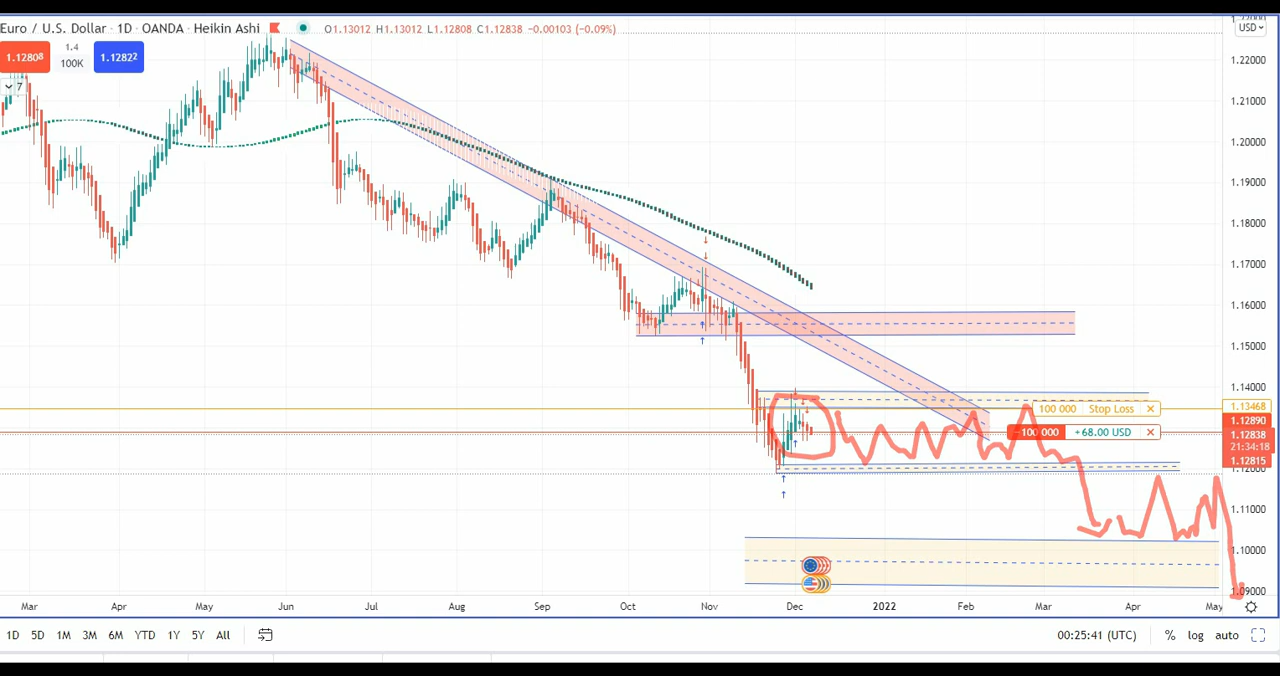 Euro / U.S. Dollar · 1D · OANDA · Heikin Ashi O1.13012 H1.13012 L1.12808 C1.12838 -0.00103 (-0.09%)
USD
1.12808 1.4 100K 1.12822
7
1.22000
1.21000
1.20000
1.19000
1.18000
1.17000
1.16000
1.15000
1.14000
100 000 Stop Loss 1.13468
1.12890
-100 000 +68.00 USD 1.12838
21:34:18
1.12815
1.11000
1.10000
1.09000
Mar Apr May Jun Jul Aug Sep Oct Nov Dec 2022 Feb Mar Apr May
1D 5D 1M 3M 6M YTD 1Y 5Y All 00:25:41 (UTC) % log auto